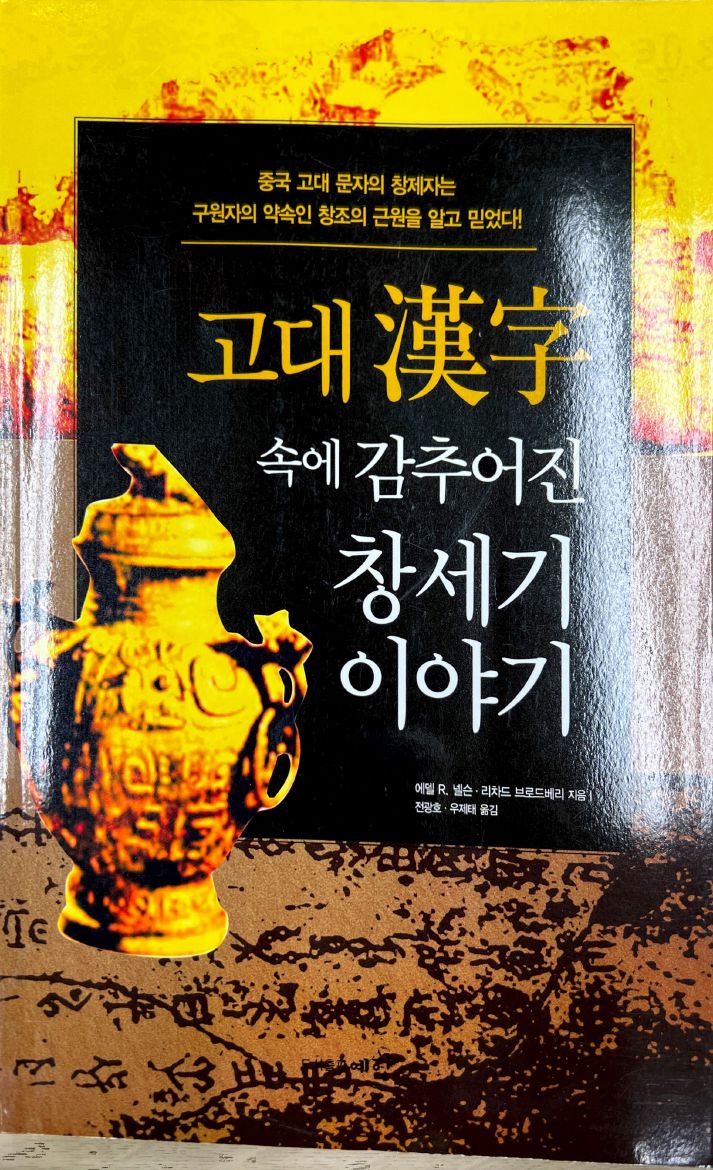 중국 고대 문자의 창제자는
구원자의 약속인 창조의 근원을 알고 믿었다!
고대 漢字
속에 감추어진
창세기
이야기
에델 R. 넬슨 · 리차드 브로드베리 지음
전광호 · 우제태 옮김